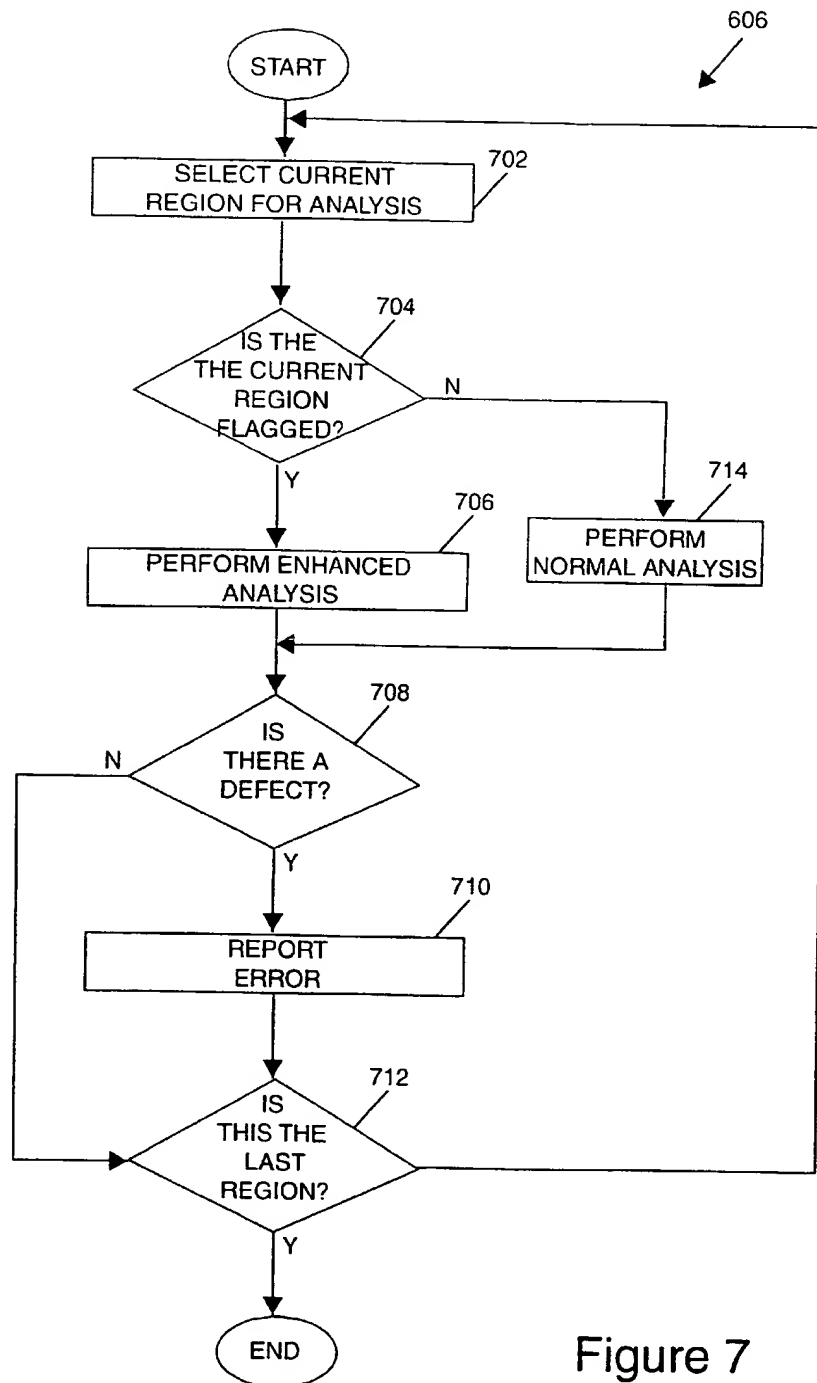 606
START
SELECT CURRENT
REGION FOR ANALYSIS
702
704
IS THE
THE CURRENT
REGION
FLAGGED?
N
Y
714
PERFORM
NORMAL ANALYSIS
706
PERFORM ENHANCED
ANALYSIS
708
IS
THERE A
DEFECT?
N
Y
710
REPORT
ERROR
712
IS
THIS THE
LAST
REGION?
Y
END
Figure 7